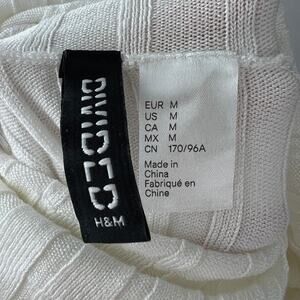 DIVIDED
H&M
EUR M
US M
CA M
MX M
CN 170/96A
Made in
China
Fabriqué en
Chine